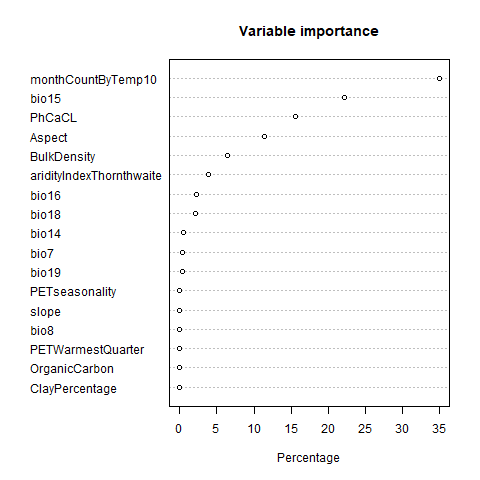 Variable importance
monthCountByTemp10
bio15
PhCaCL
Aspect
BulkDensity
aridityIndexThornthwaite
bio16
bio18
bio14
bio7
bio19
PETseasonality
slope
bio8
PETWarmestQuarter
OrganicCarbon
ClayPercentage
0 5 10 15 20 25 30 35
Percentage